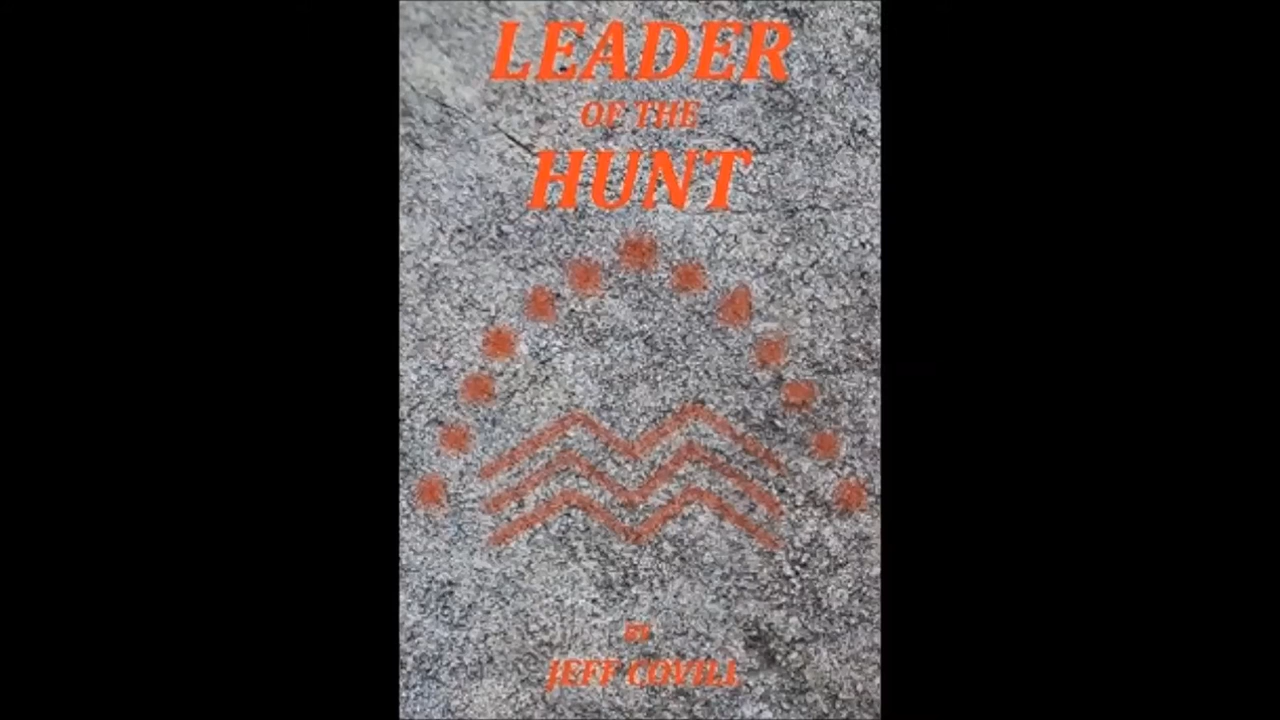 LEADER
OF THE
HUNT
BY
JEFF COVILL